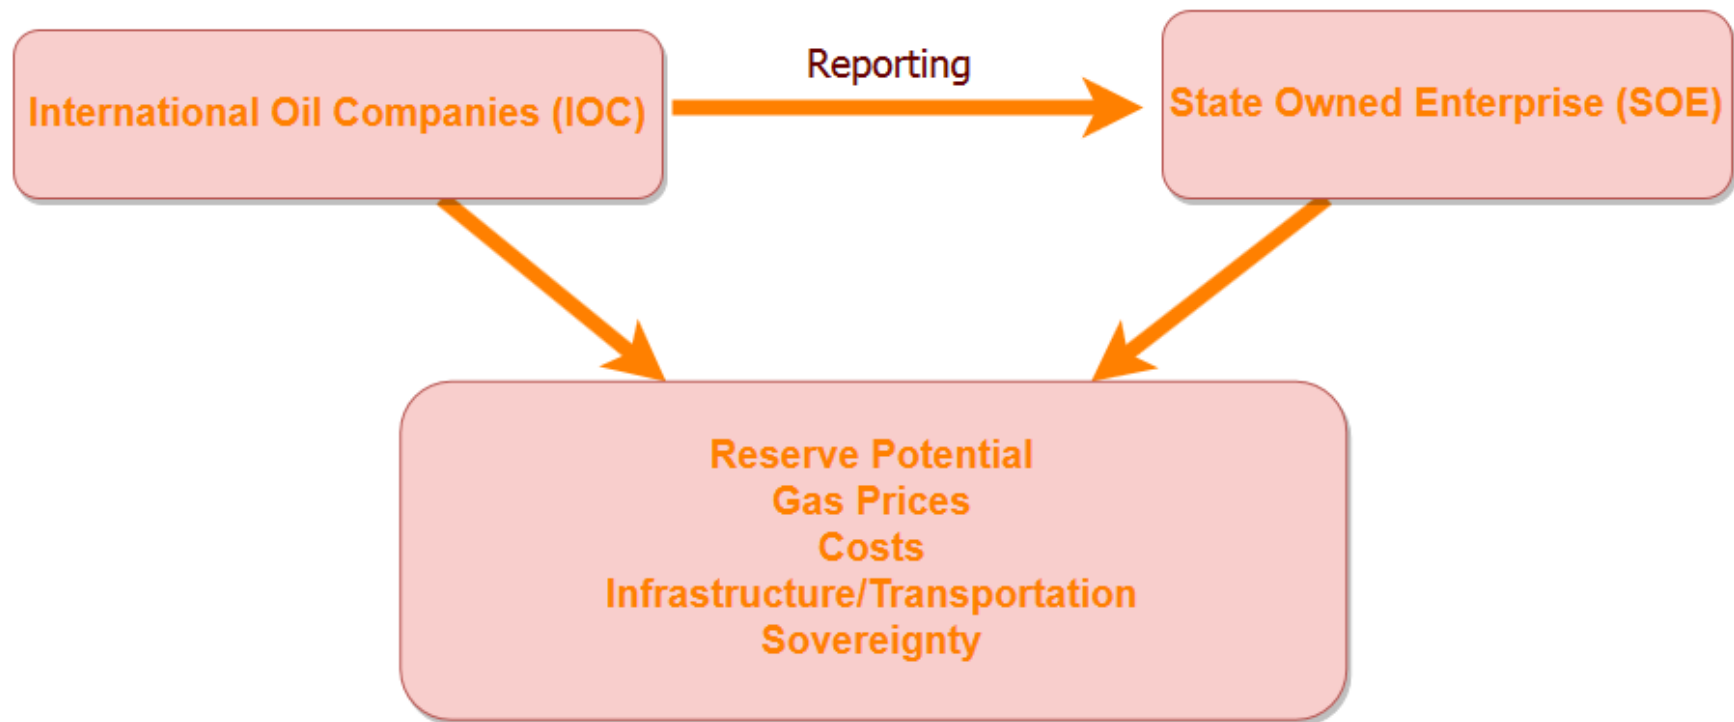 International Oil Companies (IOC)
Reporting
State Owned Enterprise (SOE)
Reserve Potential
Gas Prices
Costs
Infrastructure/Transportation
Sovereignty